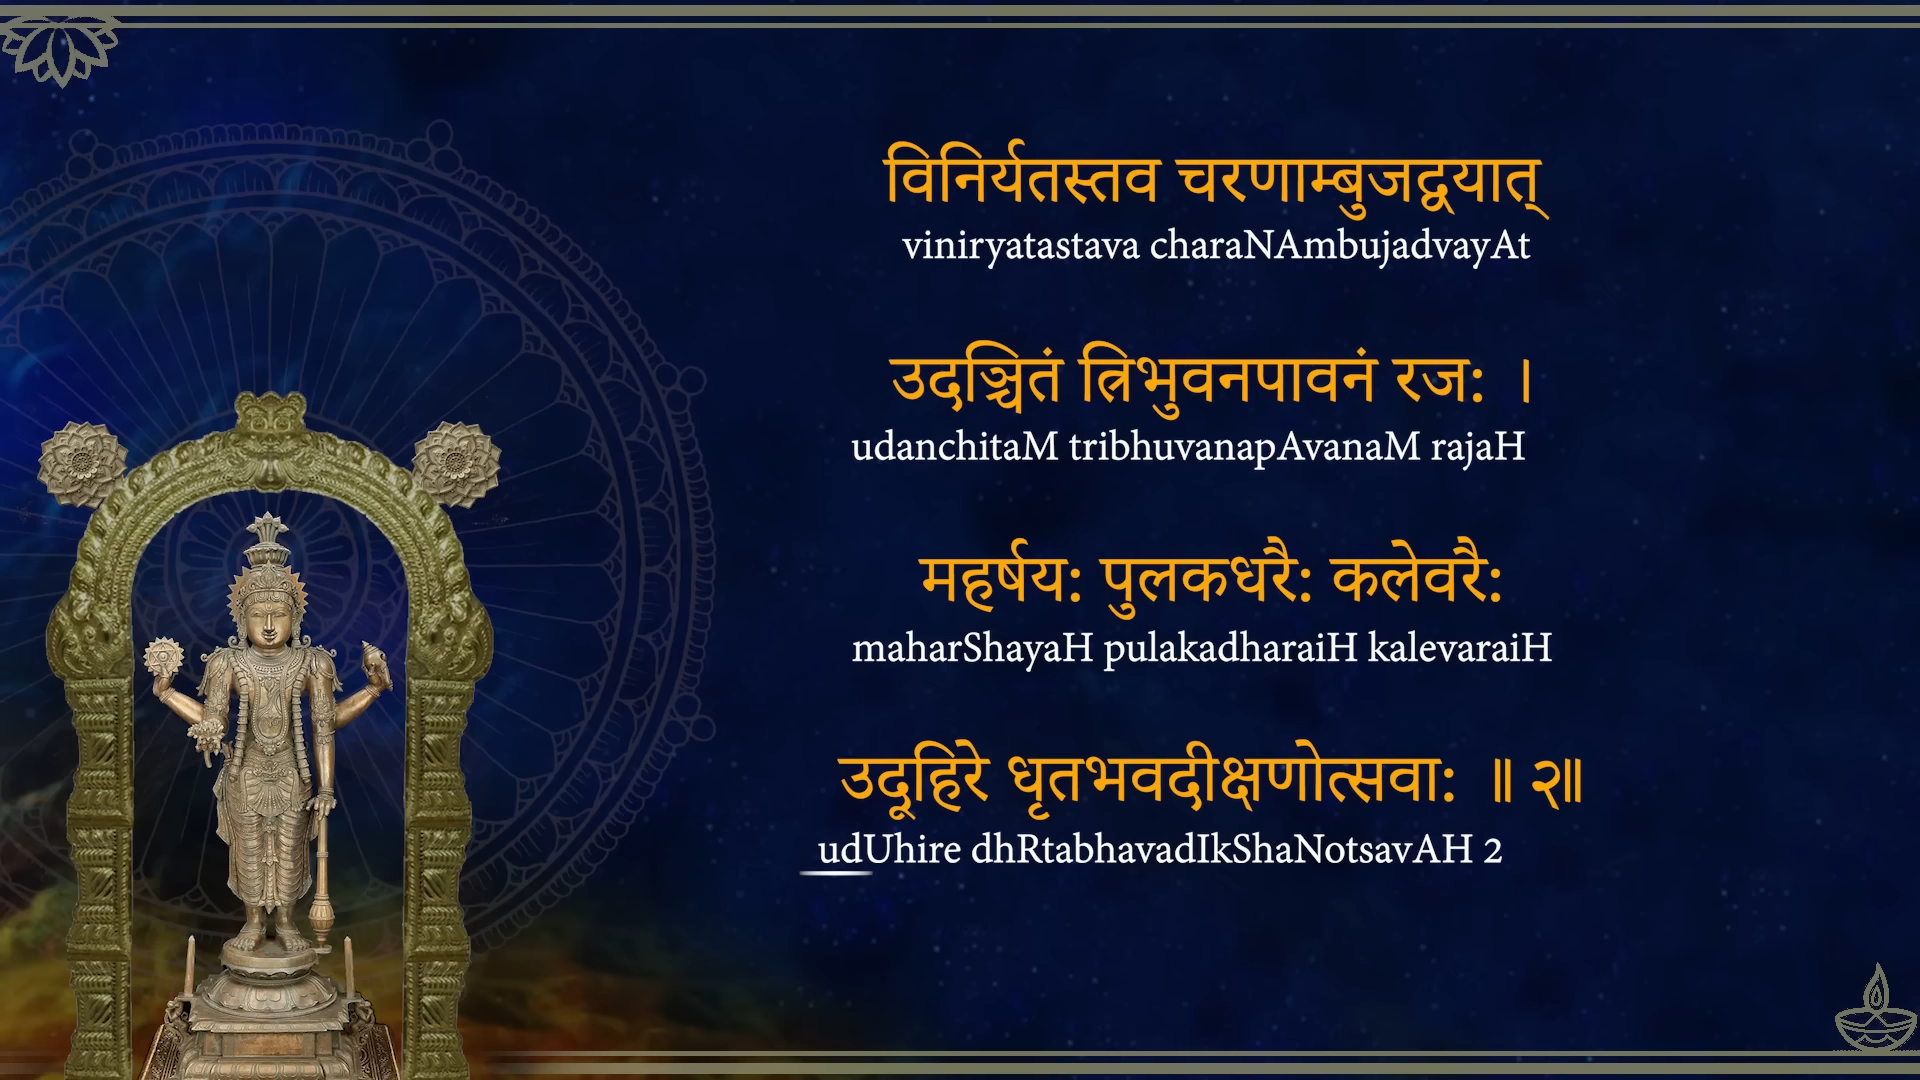 विनिर्यतस्तव चरणाम्बुजद्वयात्
viniryatastava charaNAmbujadvayAt
उदञ्चितं त्रिभुवनपावनं रज: ।
udanchitaM tribhuvanapAvanaM rajaH
महर्षय: पुलकधरै: कलेवरै:
maharShayaH pulakadharaiH kalevaraiH
उदूहिरे धृतभवदीक्षणोत्सवा: ॥ २॥
udUhire dhRtabhavadIkShaNotsavAH 2